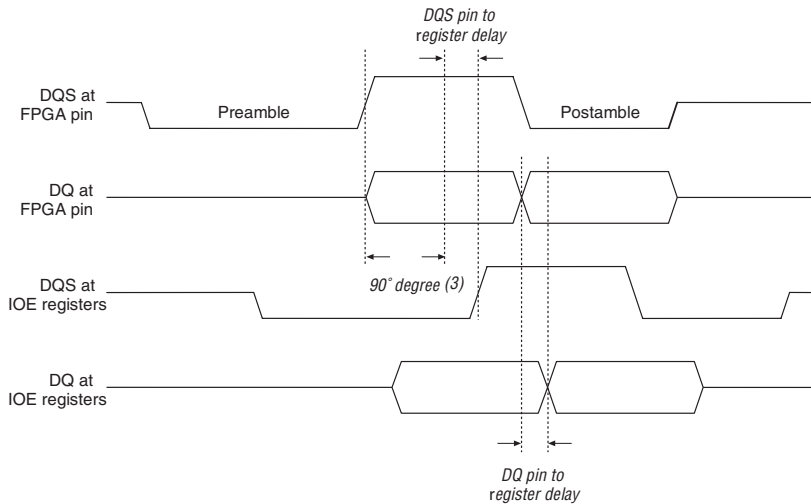 DQS pin to
register delay
DQS at
FPGA pin
Preamble
Postamble
DQ at
FPGA pin
90˚ degree (3)
DQS at
IOE registers
DQ at
IOE registers
DQ pin to
register delay